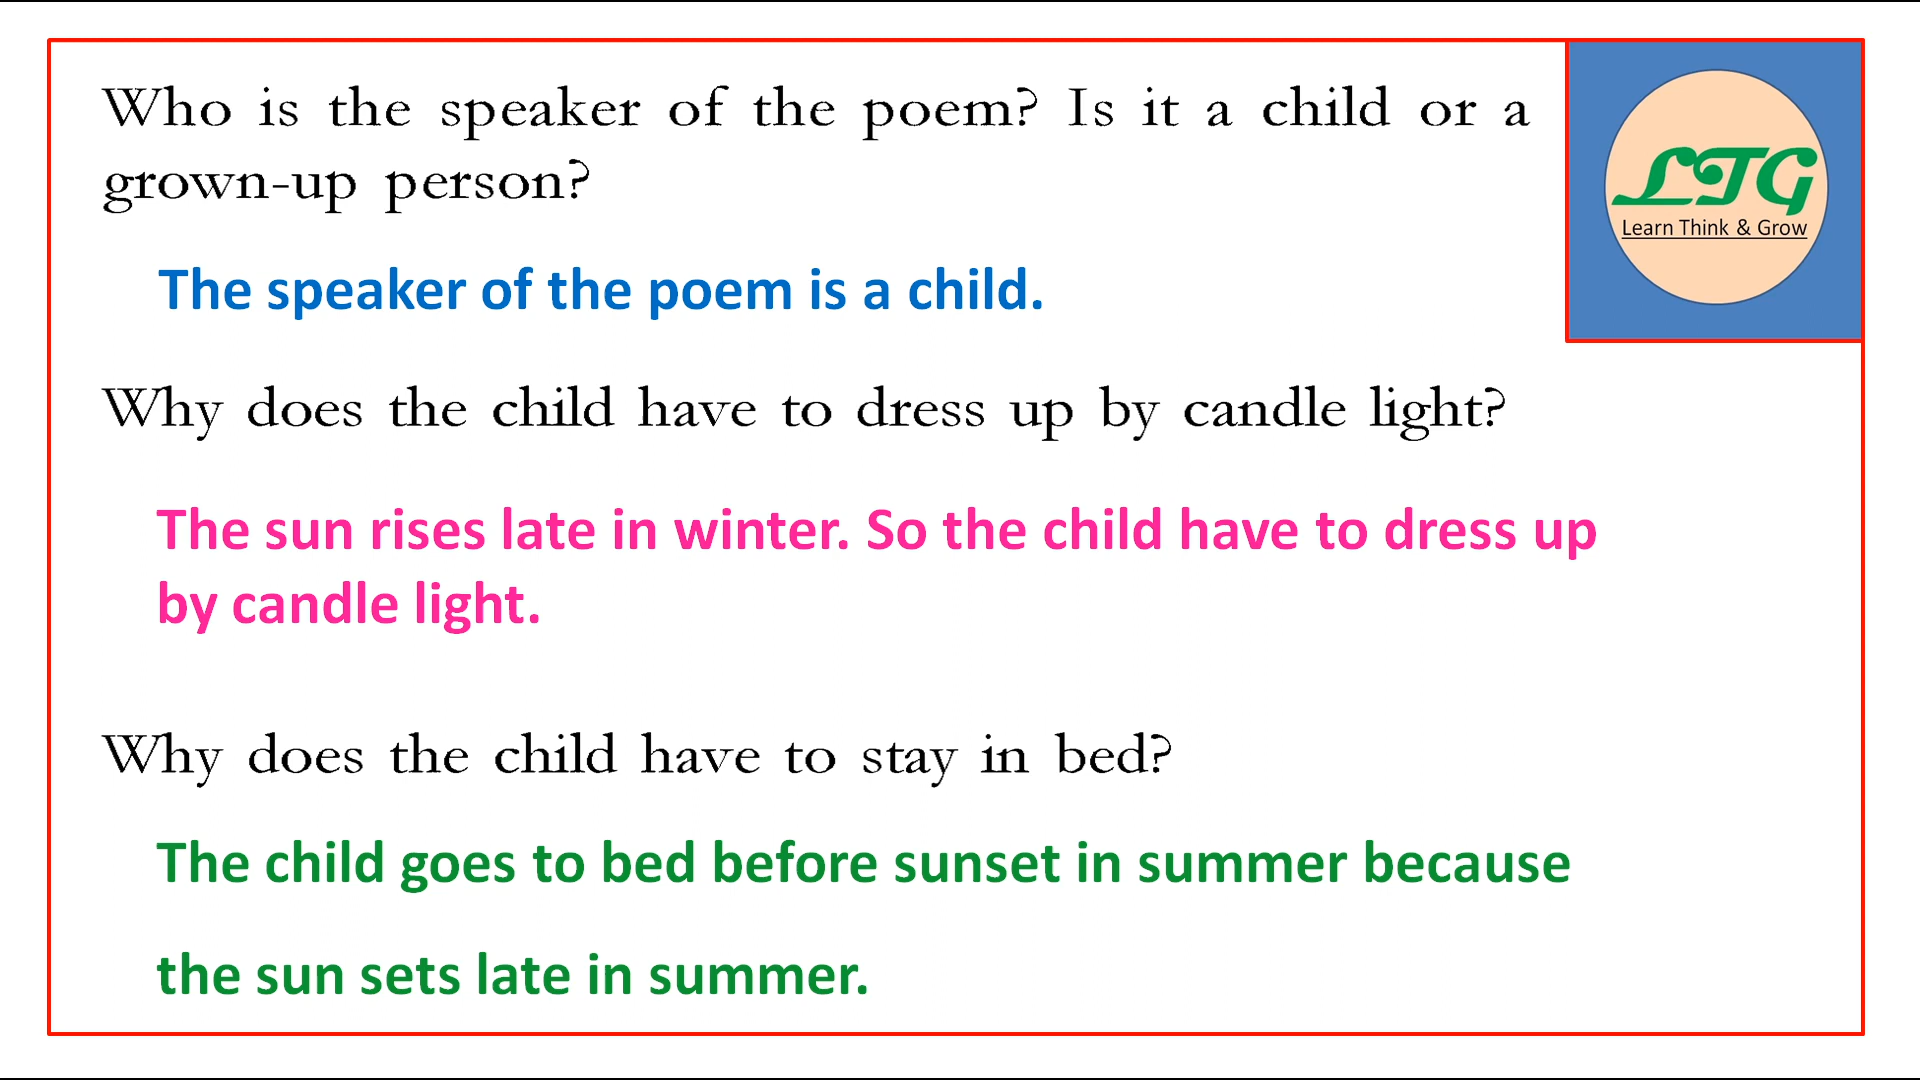 Who is the speaker of the poem? Is it a child or a
grown-up person?
LTG
Learn Think & Grow
The speaker of the poem is a child.
Why does the child have to dress up by candle light?
The sun rises late in winter. So the child have to dress up
by candle light.
Why does the child have to stay in bed?
The child goes to bed before sunset in summer because
the sun sets late in summer.